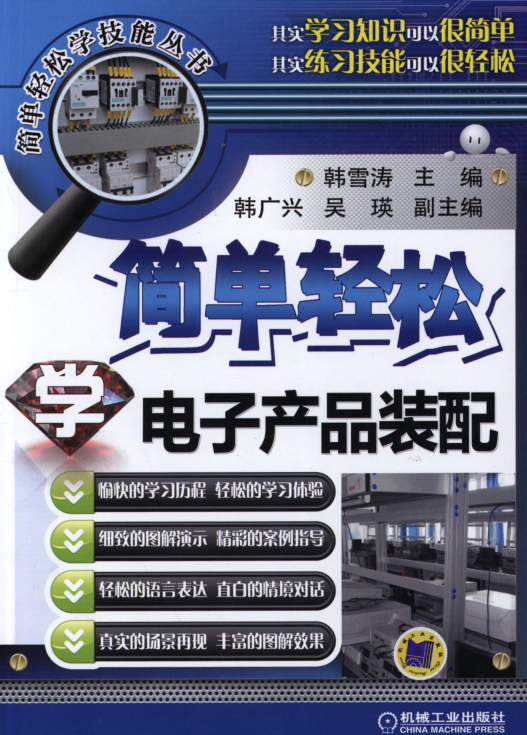 简单轻松学技能丛书
其实学习知识可以很简单
其实练习技能可以很轻松
韩雪涛 主编
韩广兴 吴瑛 副主编
简单轻松
学 电子产品装配
愉快的学习历程 轻松的学习体验
细致的图解演示 精彩的案例指导
轻松的语言表达 直白的情境对话
真实的场景再现 丰富的图解效果
机械工业出版社
CHINA MACHINE PRESS